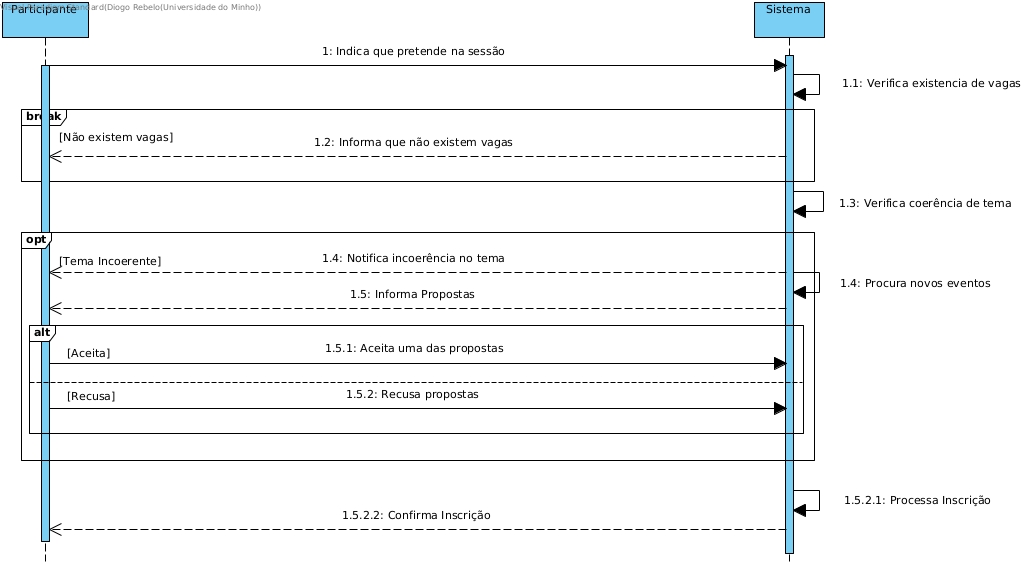 dard(Diogo Rebelo(Universidade do Minho))
Participante
Sistema
1: Indica que pretende na sessão
1.1: Verifica existencia de vagas
break
[Não existem vagas]
1.2: Informa que não existem vagas
1.3: Verifica coerência de tema
opt
[Tema Incoerente]
1.4: Notifica incoerência no tema
1.4: Procura novos eventos
1.5: Informa Propostas
alt
[Aceita]
1.5.1: Aceita uma das propostas
[Recusa]
1.5.2: Recusa propostas
1.5.2.1: Processa Inscrição
1.5.2.2: Confirma Inscrição